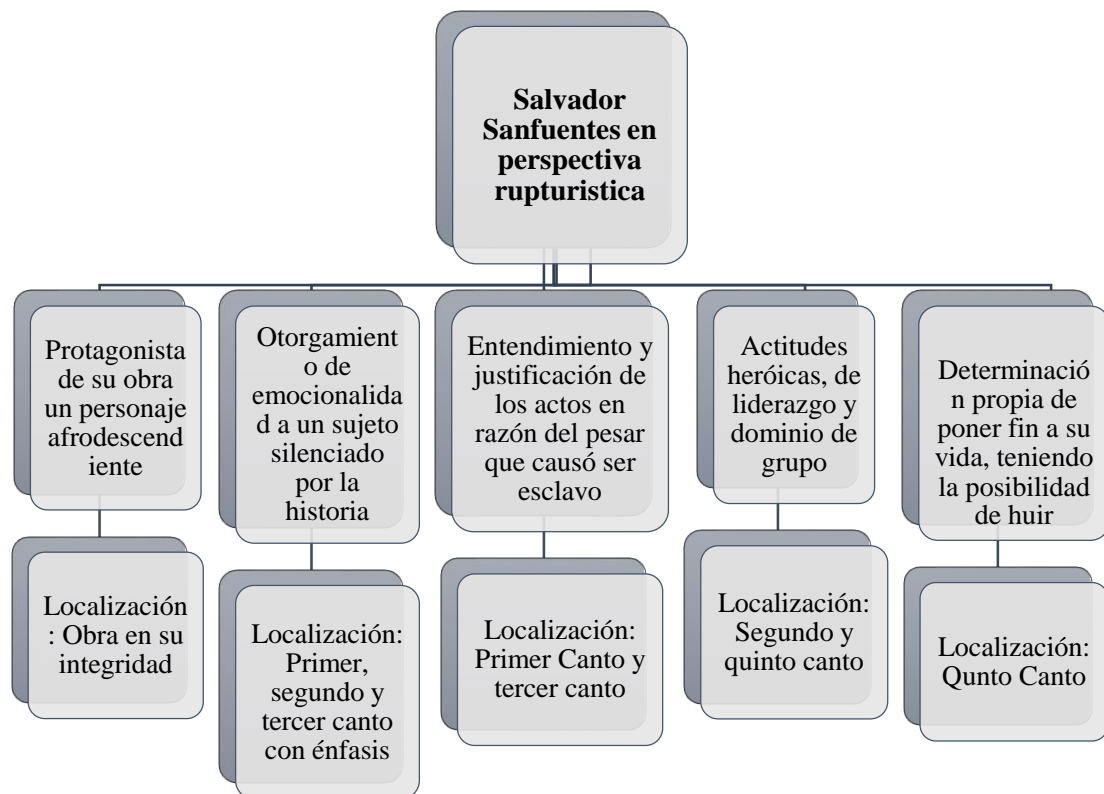 Salvador
Sanfuentes en
perspectiva
rupturistica
Protagonista
de su obra
un personaje
afrodescend
iente
Localización
: Obra en su
integridad
Otorgamient
o de
emocionalida
d a un sujeto
silenciado
por la
historia
Localización:
Primer,
segundo y
tercer canto
con énfasis
Entendimiento y
justificación de
los actos en
razón del pesar
que causó ser
esclavo
Localización:
Primer Canto y
tercer canto
Actitudes
heróicas, de
liderazgo y
dominio de
grupo
Localización:
Segundo y
quinto canto
Determinació
n propia de
poner fin a su
vida, teniendo
la posibilidad
de huir
Localización:
Qunto Canto